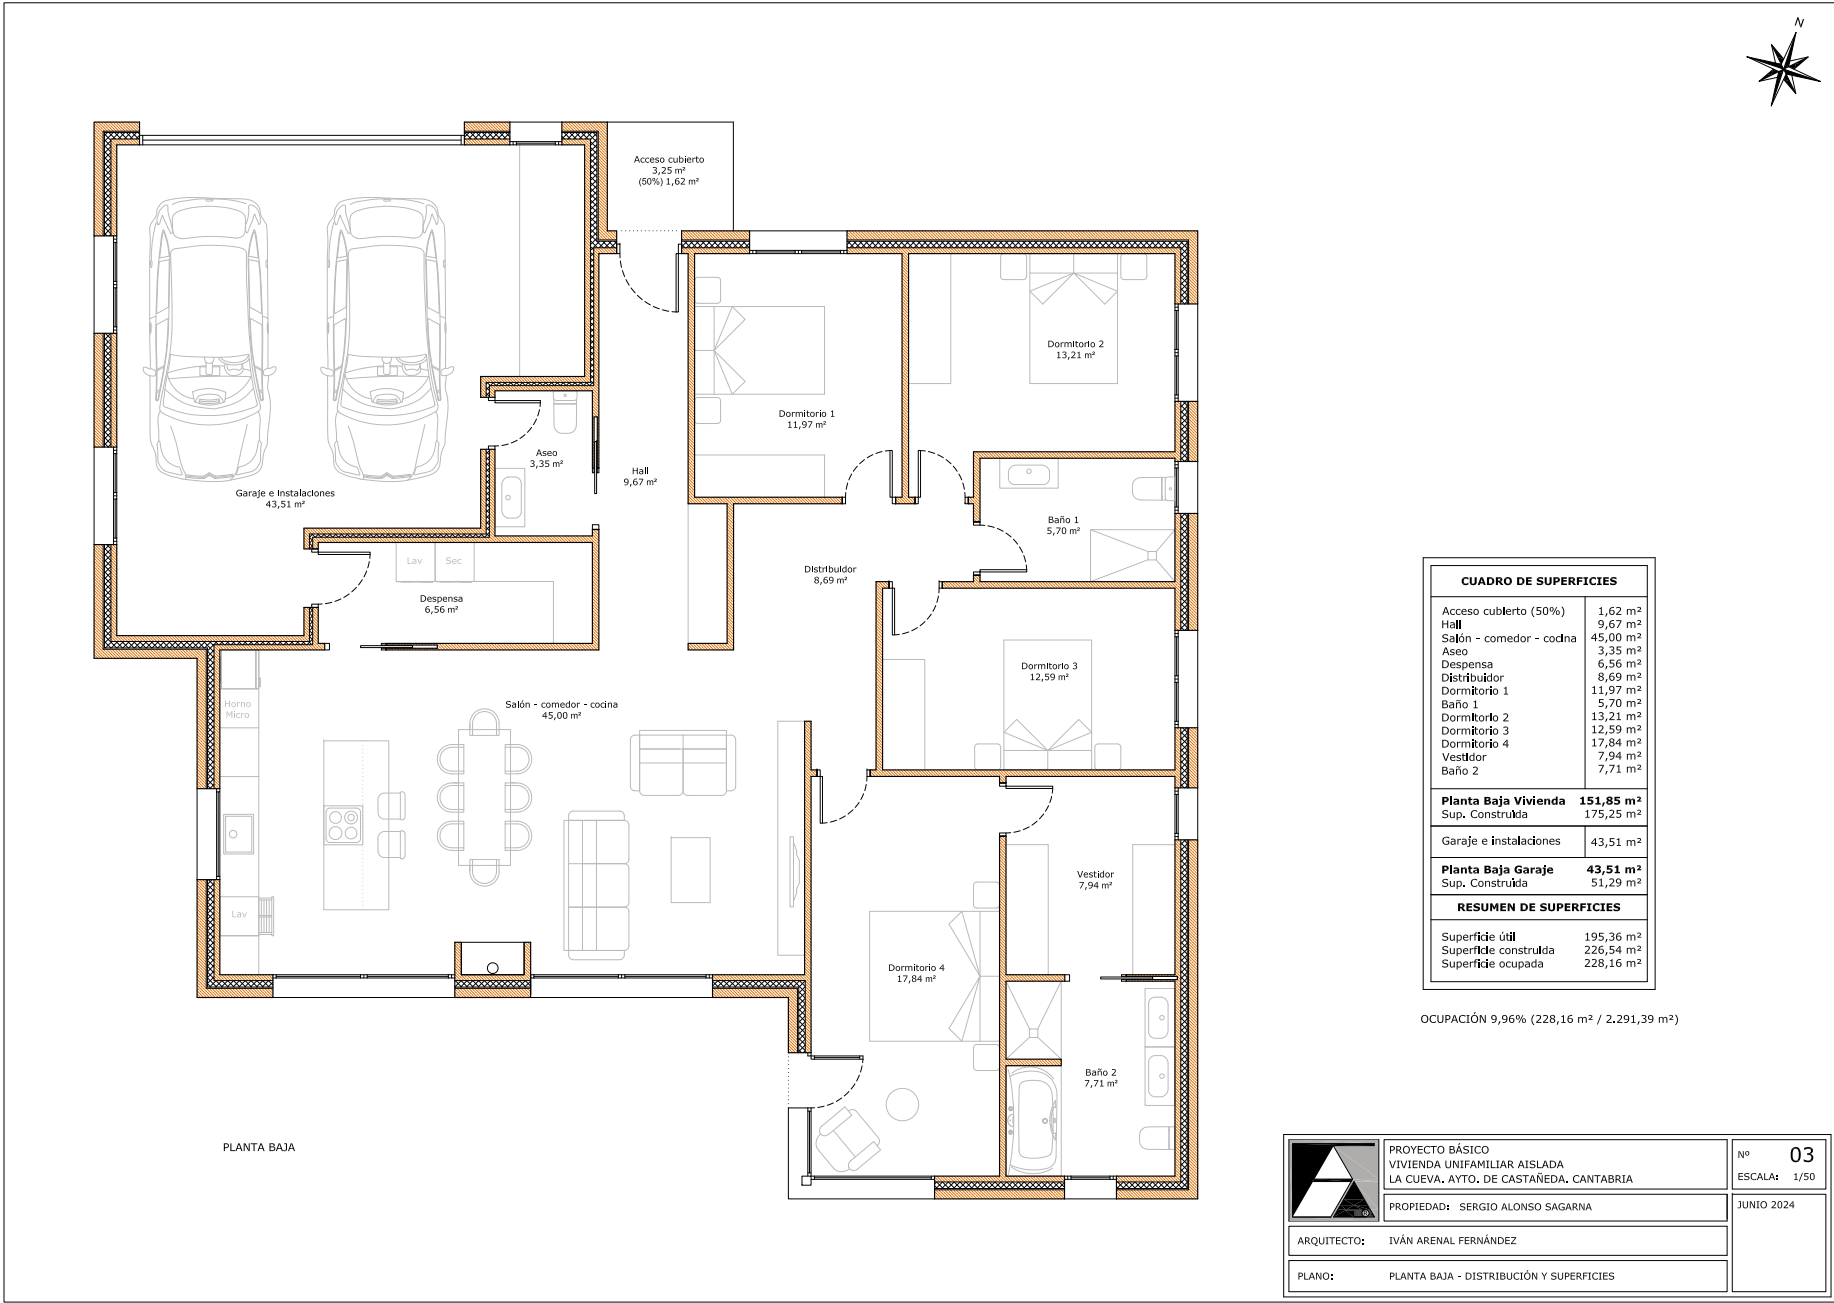 N
Acceso cubierto
3,25 m²
(50%) 1,62 m²
Dormitorio 2
13,21 m²
Dormitorio 1
11,97 m²
Aseo
3,35 m²
Hall
9,67 m²
Garaje e Instalaciones
43,51 m²
Baño 1
5,70 m²
Lav
Sec
Distribuidor
8,69 m²
Despensa
6,56 m²
Dormitorio 3
12,59 m²
Horno
Micro
Salón - comedor - cocina
45,00 m²
Vestidor
7,94 m²
Lav
Dormitorio 4
17,84 m²
Baño 2
7,71 m²
PLANTA BAJA
CUADRO DE SUPERFICIES
Acceso cubierto (50%) 1,62 m²
Hall 9,67 m²
Salón - comedor - cocina 45,00 m²
Aseo 3,35 m²
Despensa 6,56 m²
Distribuidor 8,69 m²
Dormitorio 1 11,97 m²
Baño 1 5,70 m²
Dormitorio 2 13,21 m²
Dormitorio 3 12,59 m²
Dormitorio 4 17,84 m²
Vestidor 7,94 m²
Baño 2 7,71 m²
Planta Baja Vivienda 151,85 m²
Sup. Construida 175,25 m²
Garaje e instalaciones 43,51 m²
Planta Baja Garaje 43,51 m²
Sup. Construida 51,29 m²
RESUMEN DE SUPERFICIES
Superficie útil 195,36 m²
Superficie construida 226,54 m²
Superficie ocupada 228,16 m²
OCUPACIÓN 9,96% (228,16 m² / 2.291,39 m²)
PROYECTO BÁSICO
VIVIENDA UNIFAMILIAR AISLADA
LA CUEVA. AYTO. DE CASTAÑEDA. CANTABRIA
Nº 03
ESCALA: 1/50
PROPIEDAD: SERGIO ALONSO SAGARNA
JUNIO 2024
ARQUITECTO: IVÁN ARENAL FERNÁNDEZ
PLANO: PLANTA BAJA - DISTRIBUCIÓN Y SUPERFICIES